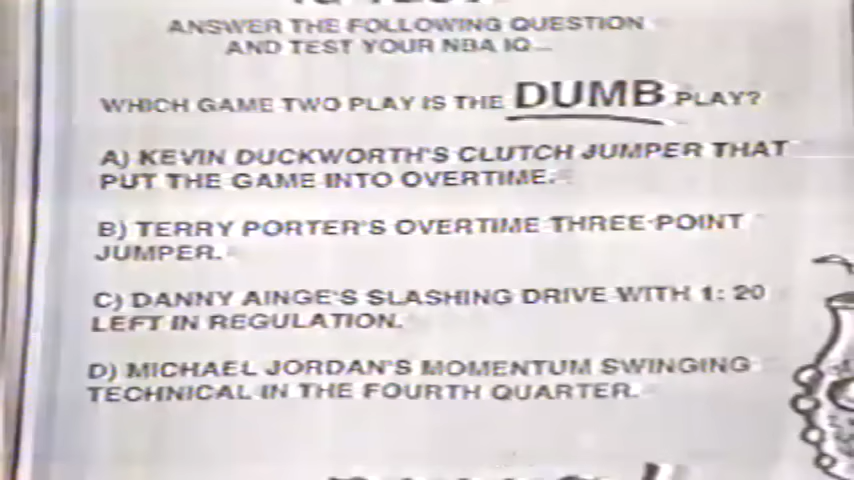 ANSWER THE FOLLOWING QUESTION
AND TEST YOUR NBA IQ...
WHICH GAME TWO PLAY IS THE DUMB PLAY?
A) KEVIN DUCKWORTH'S CLUTCH JUMPER THAT
PUT THE GAME INTO OVERTIME.
B) TERRY PORTER'S OVERTIME THREE-POINT
JUMPER.
C) DANNY AINGE'S SLASHING DRIVE WITH 1: 20
LEFT IN REGULATION.
D) MICHAEL JORDAN'S MOMENTUM SWINGING
TECHNICAL IN THE FOURTH QUARTER.